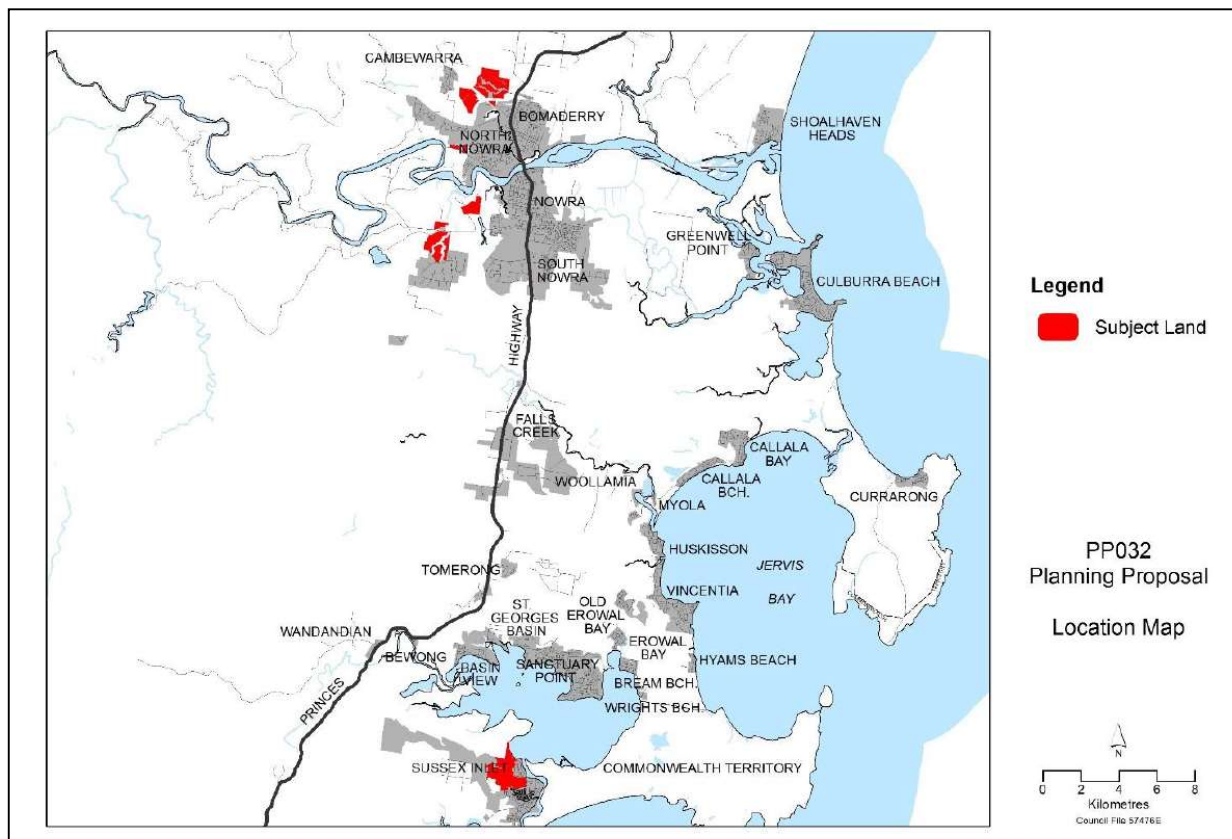 CAMBEWARRA
BOMADERRY
NORTH
NOWRA
SHOALHAVEN
HEADS
NOWRA
GREENWELL
POINT
SOUTH
NOWRA
CULBURRA BEACH
HIGHWAY
FALLS
CREEK
WOOLLAMIA
CALLALA
BAY
CALLALA
BCH.
CURRARONG
MYOLA
HUSKISSON
JERVIS
BAY
TOMERONG
VINCENTIA
ST.
GEORGES
BASIN
OLD
EROWAL
BAY
WANDANDIAN
BEWONG
EROWAL
BAY
HYAMS BEACH
BASIN
VIEW
SANCTUARY
POINT
BREAM BCH.
WRIGHTS BCH.
PRINCES
SUSSEX INLET
COMMONWEALTH TERRITORY
Legend
Subject Land
PP032
Planning Proposal
Location Map
N
0 2 4 6 8
Kilometres
Council File 57476E